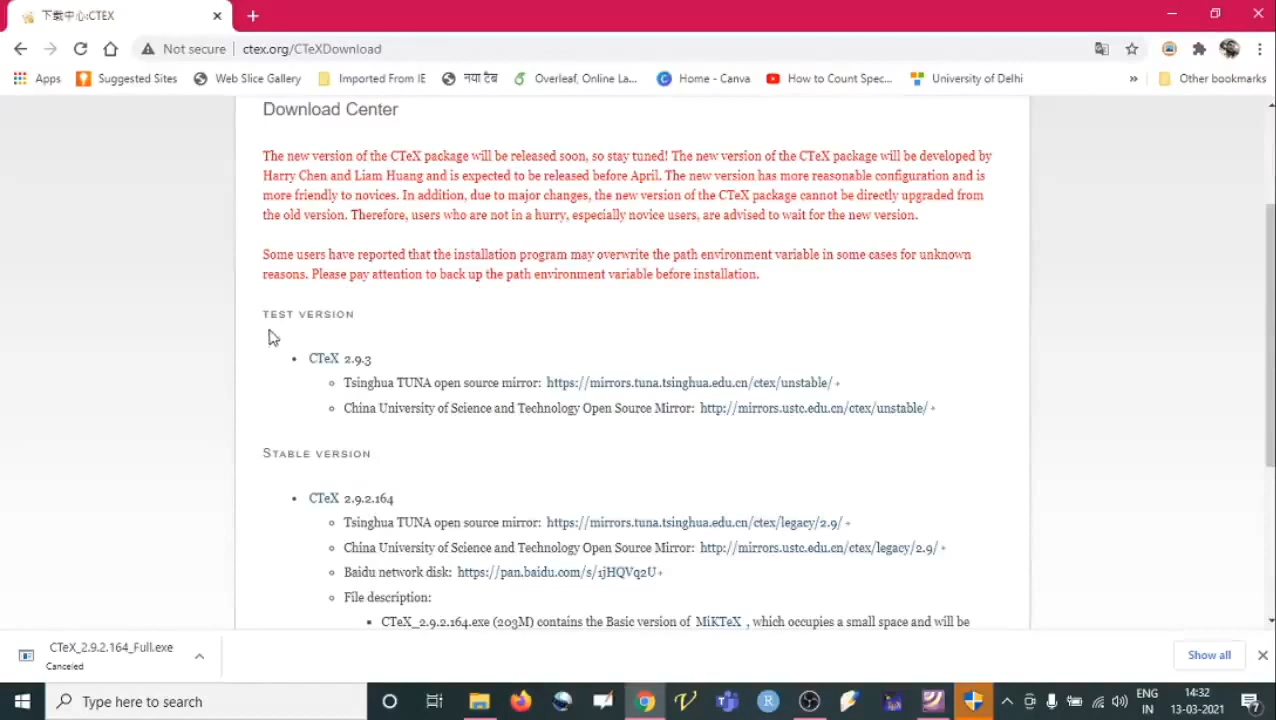 下载中心:CTEX
Not secure
ctex.org/CTeXDownload
Apps
Suggested Sites
Web Slice Gallery
Imported From IE
नया टैब
Overleaf, Online La...
Home - Canva
How to Count Spec...
University of Delhi
»
Other bookmarks
Download Center
The new version of the CTeX package will be released soon, so stay tuned! The new version of the CTeX package will be developed by
Harry Chen and Liam Huang and is expected to be released before April. The new version has more reasonable configuration and is
more friendly to novices. In addition, due to major changes, the new version of the CTeX package cannot be directly upgraded from
the old version. Therefore, users who are not in a hurry, especially novice users, are advised to wait for the new version.
Some users have reported that the installation program may overwrite the path environment variable in some cases for unknown
reasons. Please pay attention to back up the path environment variable before installation.
TEST VERSION
• CTeX 2.9.3
Tsinghua TUNA open source mirror: https://mirrors.tuna.tsinghua.edu.cn/ctex/unstable/
China University of Science and Technology Open Source Mirror: http://mirrors.ustc.edu.cn/ctex/unstable/
STABLE VERSION
• CTeX 2.9.2.164
Tsinghua TUNA open source mirror: https://mirrors.tuna.tsinghua.edu.cn/ctex/legacy/2.9/
China University of Science and Technology Open Source Mirror: http://mirrors.ustc.edu.cn/ctex/legacy/2.9/
Baidu network disk: https://pan.baidu.com/s/1jHQVq2U
File description:
CTeX_2.9.2.164.exe (203M) contains the Basic version of MiKTeX , which occupies a small space and will be
CTeX_2.9.2.164_Full.exe
Canceled
Show all
Type here to search
ENG
IN
14:32
13-03-2021